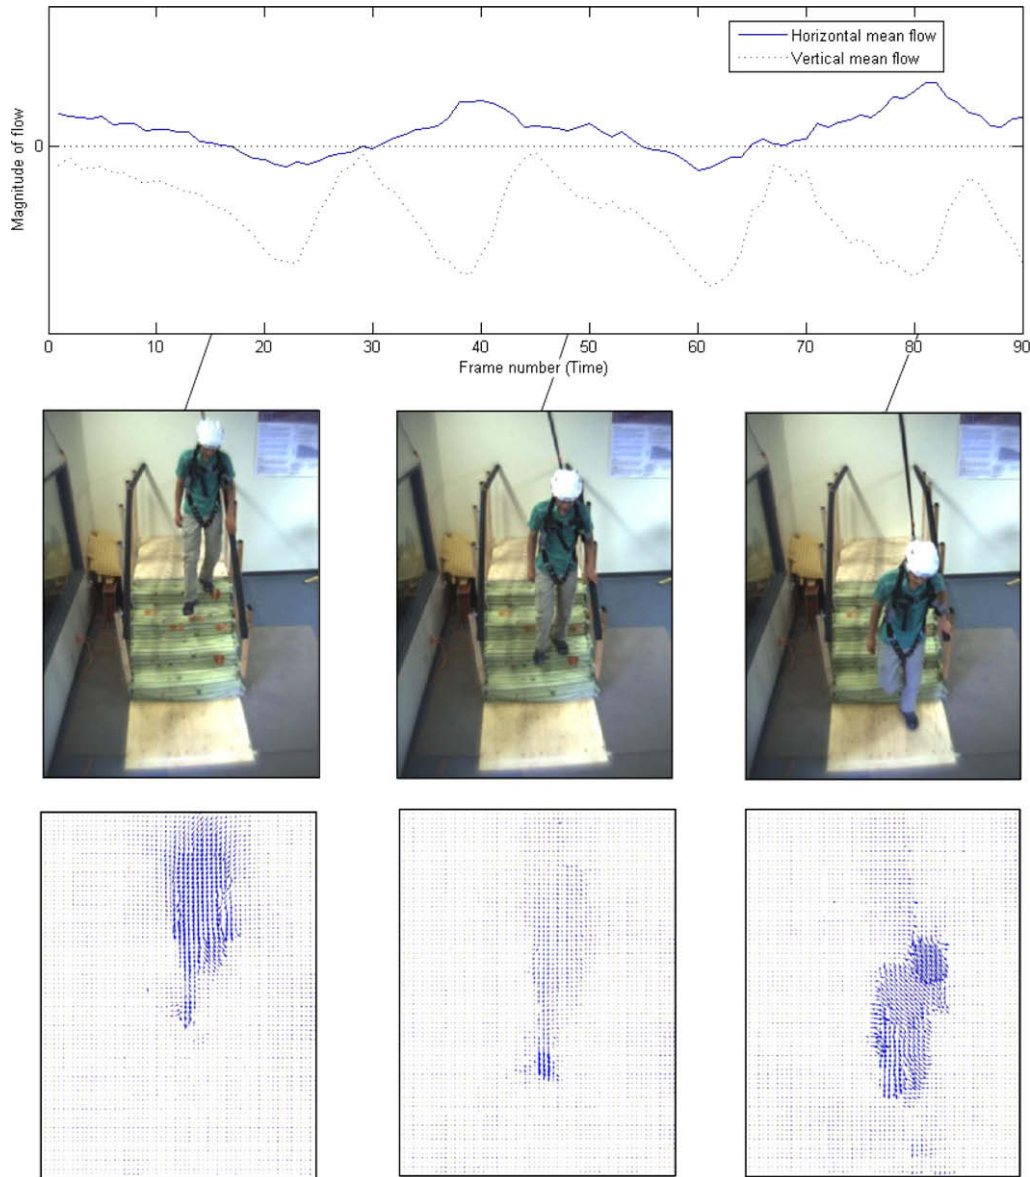 Horizontal mean flow
Vertical mean flow
Magnitude of flow
0
0 10 20 30 40 50 60 70 80 90
Frame number (Time)